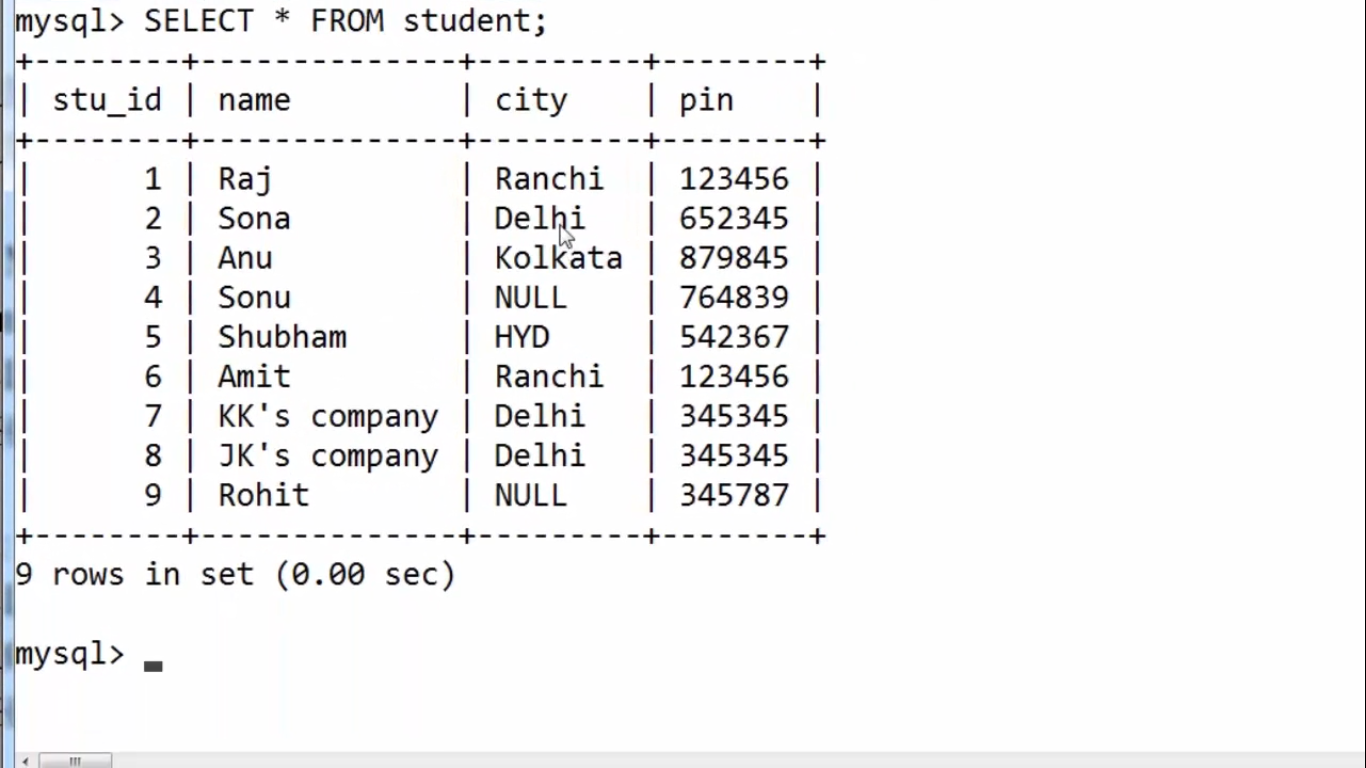 mysql> SELECT * FROM student;
+--------+--------------+---------+--------+
| stu_id | name         | city    | pin    |
+--------+--------------+---------+--------+
|      1 | Raj          | Ranchi  | 123456 |
|      2 | Sona         | Delhi   | 652345 |
|      3 | Anu          | Kolkata | 879845 |
|      4 | Sonu         | NULL    | 764839 |
|      5 | Shubham      | HYD     | 542367 |
|      6 | Amit         | Ranchi  | 123456 |
|      7 | KK's company | Delhi   | 345345 |
|      8 | JK's company | Delhi   | 345345 |
|      9 | Rohit        | NULL    | 345787 |
+--------+--------------+---------+--------+
9 rows in set (0.00 sec)
mysql> _